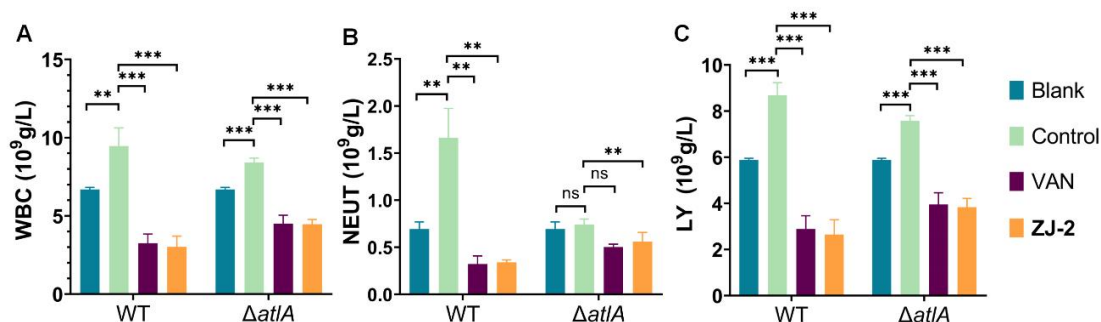 A
WBC (10⁹g/L)
15
10
5
0
** *** ***
*** *** ***
WT ΔatlA
B
NEUT (10⁹g/L)
2.5
2.0
1.5
1.0
0.5
0.0
** ** **
ns ns **
WT ΔatlA
C
LY (10⁹g/L)
10
8
6
4
2
0
*** *** ***
*** *** ***
WT ΔatlA
Blank
Control
VAN
ZJ-2